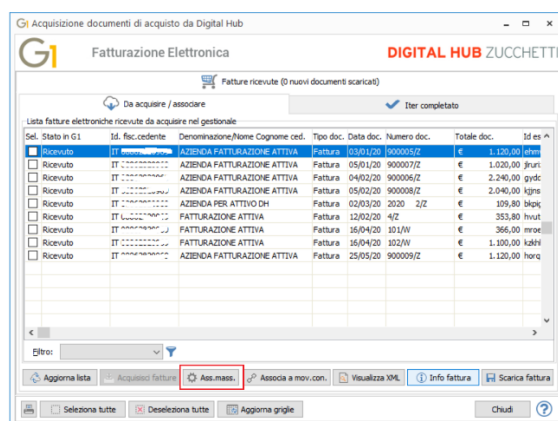 G1 Acquisizione documenti di acquisto da Digital Hub
G1 Fatturazione Elettronica DIGITAL HUB ZUCCHETTI
Fatture ricevute (0 nuovi documenti scaricati)
Da acquisire / associare Iter completato
Lista fatture elettroniche ricevute da acquisire nel gestionale
Sel. Stato in G1 Id. fisc.cedente Denominazione/Nome Cognome ced. Tipo doc. Data doc. Numero doc. Totale doc. Id es
Ricevuto IT AZIENDA FATTURAZIONE ATTIVA Fattura 03/01/20 900005/Z € 1.120,00
Ricevuto IT AZIENDA FATTURAZIONE ATTIVA Fattura 05/01/20 900007/Z € 1.020,00
Ricevuto IT AZIENDA FATTURAZIONE ATTIVA Fattura 04/02/20 900006/Z € 2.240,00 gydc
Ricevuto IT AZIENDA FATTURAZIONE ATTIVA Fattura 05/02/20 900008/Z € 2.040,00 kjjns
Ricevuto IT AZIENDA PER ATTIVO DH Fattura 02/03/20 2020 2/Z € 109,80 bkpig
Ricevuto IT FATTURAZIONE ATTIVA Fattura 12/02/20 4/Z € 353,80 hvut
Ricevuto IT FATTURAZIONE ATTIVA Fattura 16/04/20 101/W € 366,00 mroe
Ricevuto IT FATTURAZIONE ATTIVA Fattura 16/04/20 102/W € 1.100,00 kzkhl
Ricevuto IT AZIENDA FATTURAZIONE ATTIVA Fattura 25/05/20 900009/Z € 1.120,00 horq
Filtro:
Aggiorna lista Acquisisci fatture Ass.mass. Associa a mov.con. Visualizza XML Info fattura Scarica fattura
Seleziona tutte Deseleziona tutte Aggiorna griglie Chiudi ?